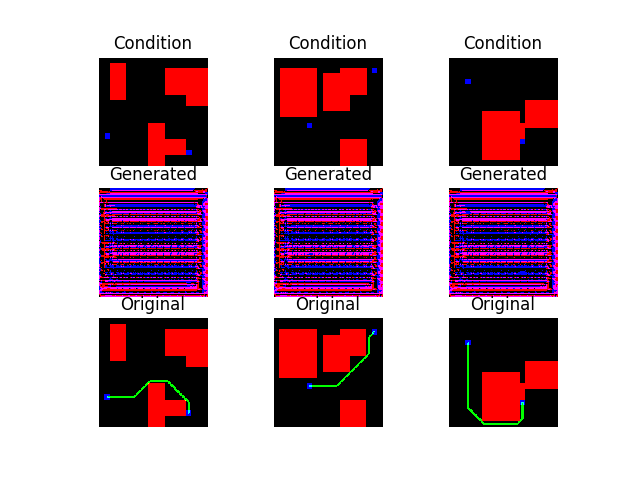 Condition Condition Condition
Generated Generated Generated
Original Original Original